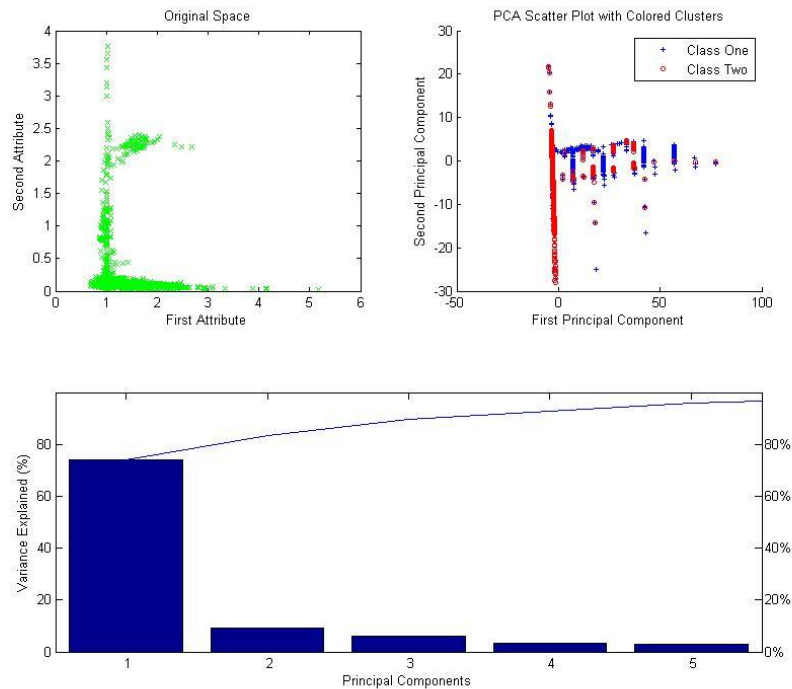 Original Space
4
3.5
3
2.5
2
1.5
1
0.5
0
Second Attribute
0 1 2 3 4 5 6
First Attribute
PCA Scatter Plot with Colored Clusters
Class One
Class Two
30
20
10
0
-10
-20
-30
Second Principal Component
-50 0 50 100
First Principal Component
80
60
40
20
0
Variance Explained (%)
80%
60%
40%
20%
0%
1 2 3 4 5
Principal Components